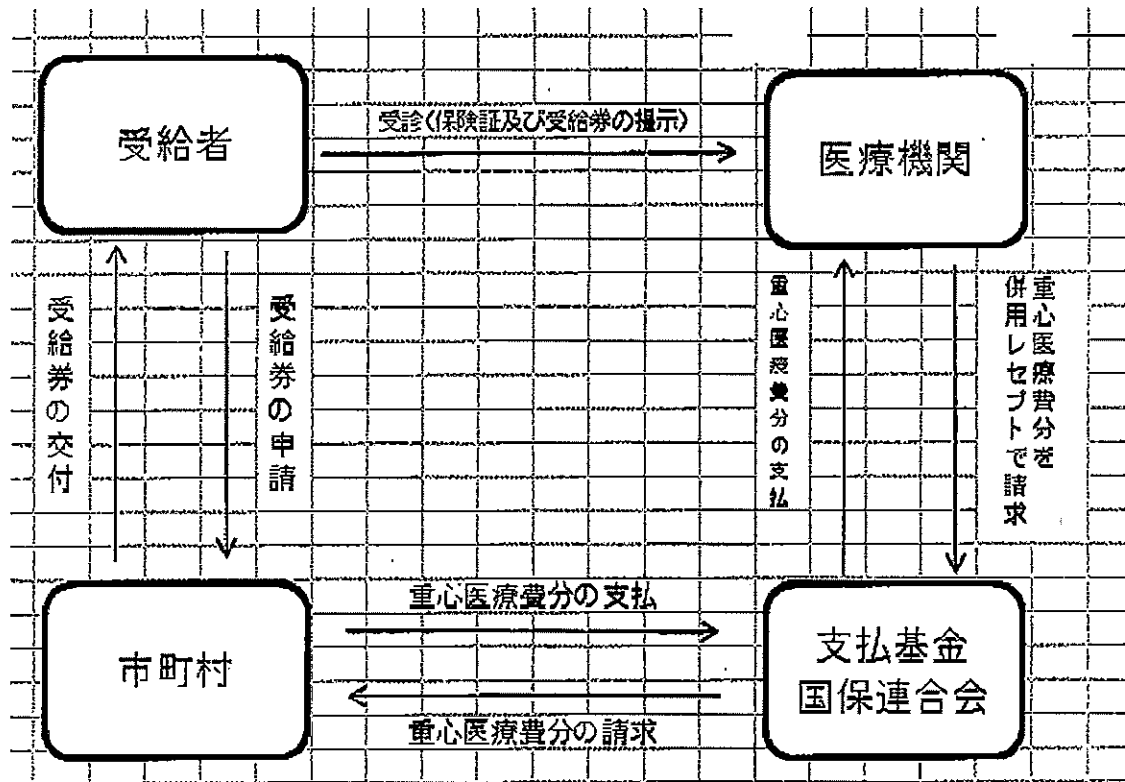 受給者
受診(保険証及び受給券の提示)
医療機関
受給券の交付
受給券の申請
重心医療費分の支払
重心医療費分を
併用レセプトで請求
市町村
重心医療費分の支払
重心医療費分の請求
支払基金
国保連合会